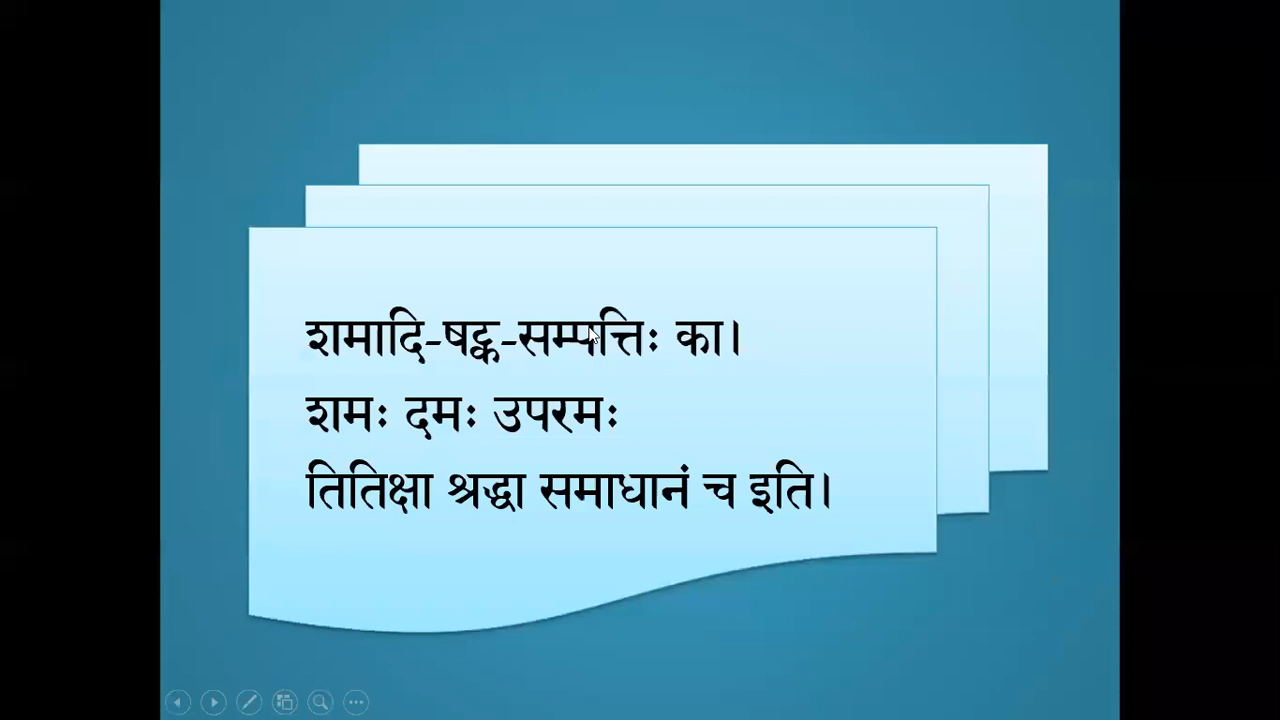 शमादि-षट्क-सम्पत्तिः का।
शमः दमः उपरमः
तितिक्षा श्रद्धा समाधानं च इति।